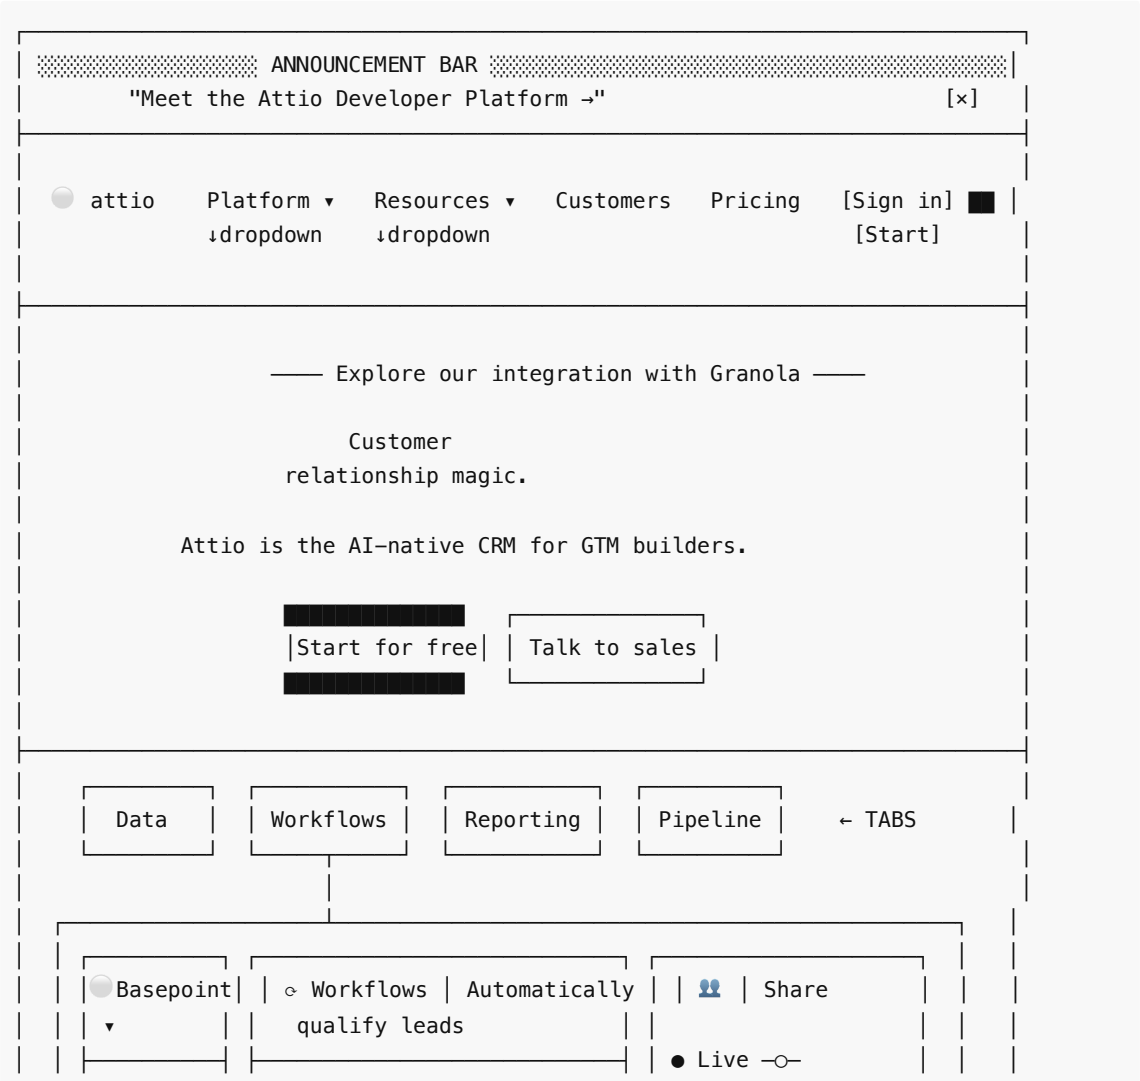 ANNOUNCEMENT BAR
"Meet the Attio Developer Platform →" [×]
attio Platform ▾ Resources ▾ Customers Pricing [Sign in]
↓dropdown ↓dropdown [Start]
Explore our integration with Granola
Customer
relationship magic.
Attio is the AI-native CRM for GTM builders.
Start for free Talk to sales
Data Workflows Reporting Pipeline ← TABS
Basepoint ⟳ Workflows Automatically Share
▾ qualify leads
● Live ─○─